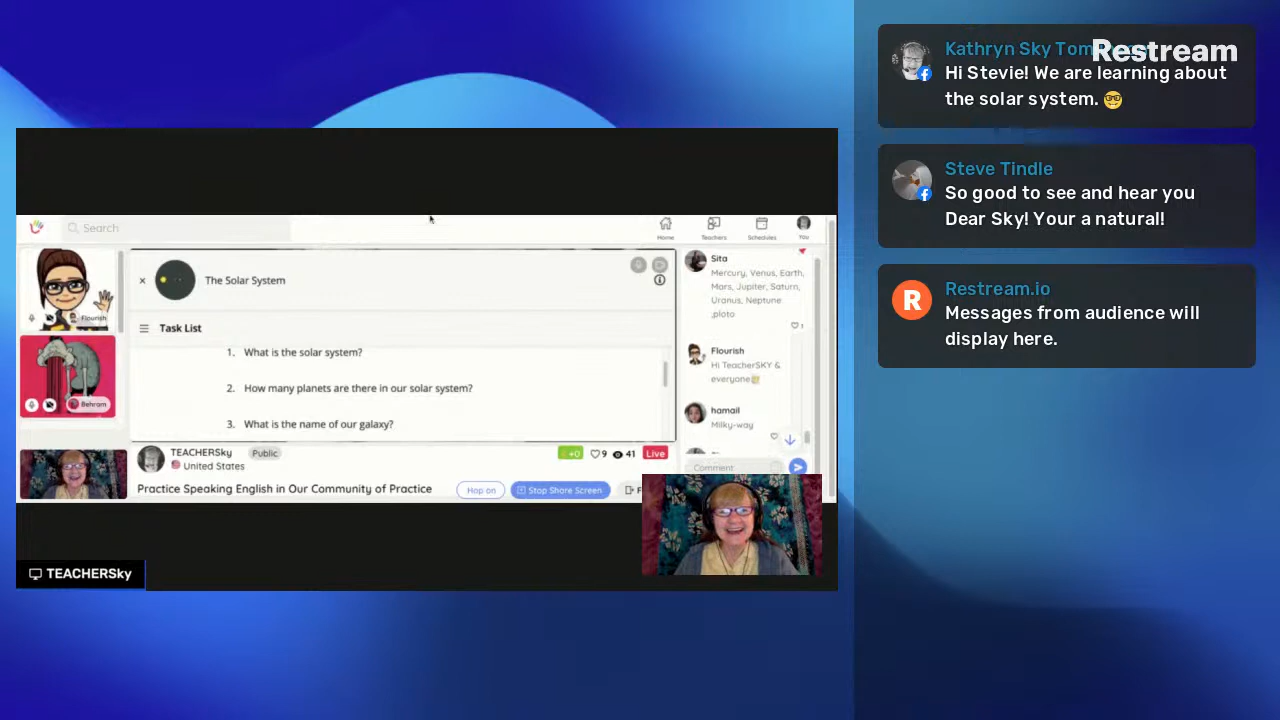 Kathryn Sky
Restream
Hi Stevie! We are learning about
the solar system. 🤓
Steve Tindle
So good to see and hear you
Dear Sky! Your a natural!
Restream.io
Messages from audience will
display here.
Search
Home
Teachers
Schedules
You
The Solar System
Task List
1. What is the solar system?
2. How many planets are there in our solar system?
3. What is the name of our galaxy?
Flourish
Behram
Sita
Mercury, Venus, Earth,
Mars, Jupiter, Saturn,
Uranus, Neptune
,ploto
1
Flourish
Hi TeacherSKY &
everyone
hamail
Milky-way
Comment
TEACHERSky
Public
United States
+0
9
41
Live
Practice Speaking English in Our Community of Practice
Hop on
Stop Share Screen
TEACHERSky